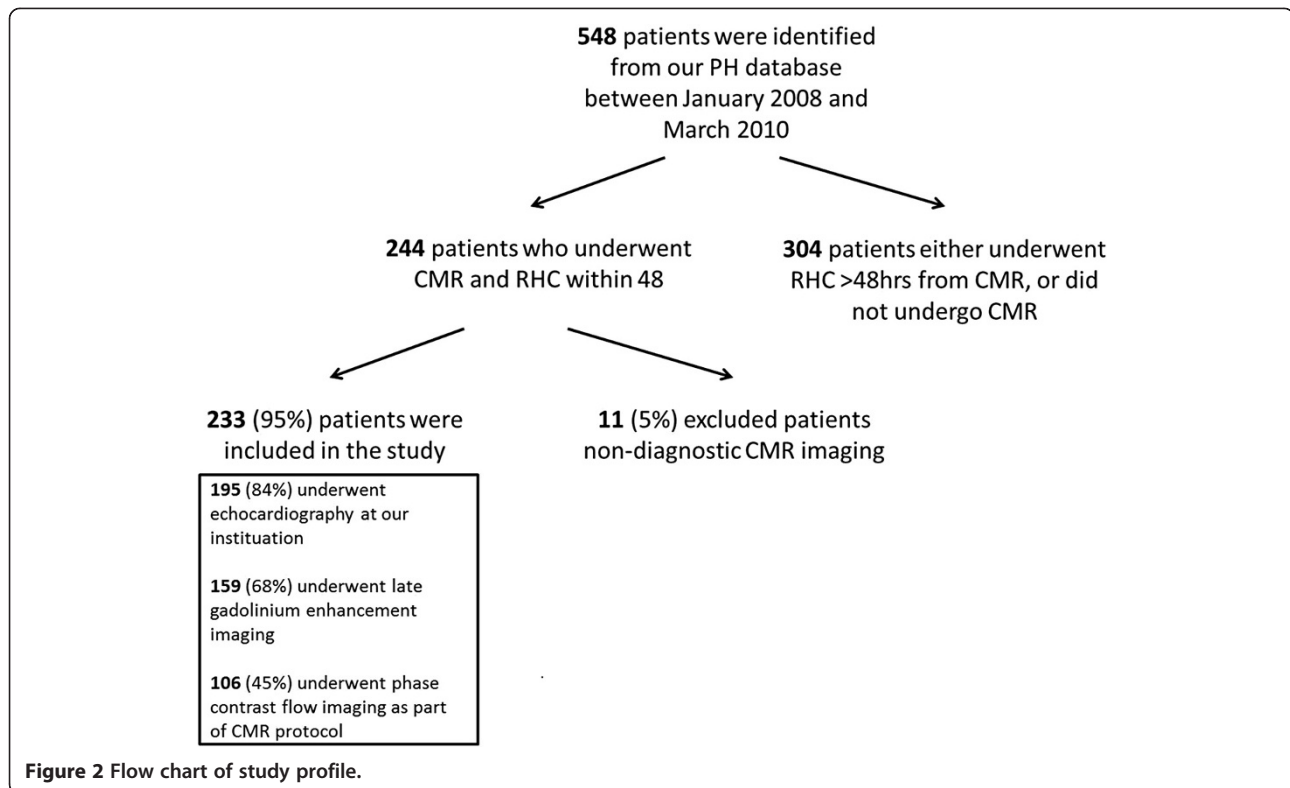 548 patients were identified
from our PH database
between January 2008 and
March 2010
244 patients who underwent
CMR and RHC within 48
304 patients either underwent
RHC >48hrs from CMR, or did
not undergo CMR
233 (95%) patients were
included in the study
11 (5%) excluded patients
non-diagnostic CMR imaging
195 (84%) underwent
echocardiography at our
instituation
159 (68%) underwent late
gadolinium enhancement
imaging
106 (45%) underwent phase
contrast flow imaging as part
of CMR protocol
Figure 2 Flow chart of study profile.